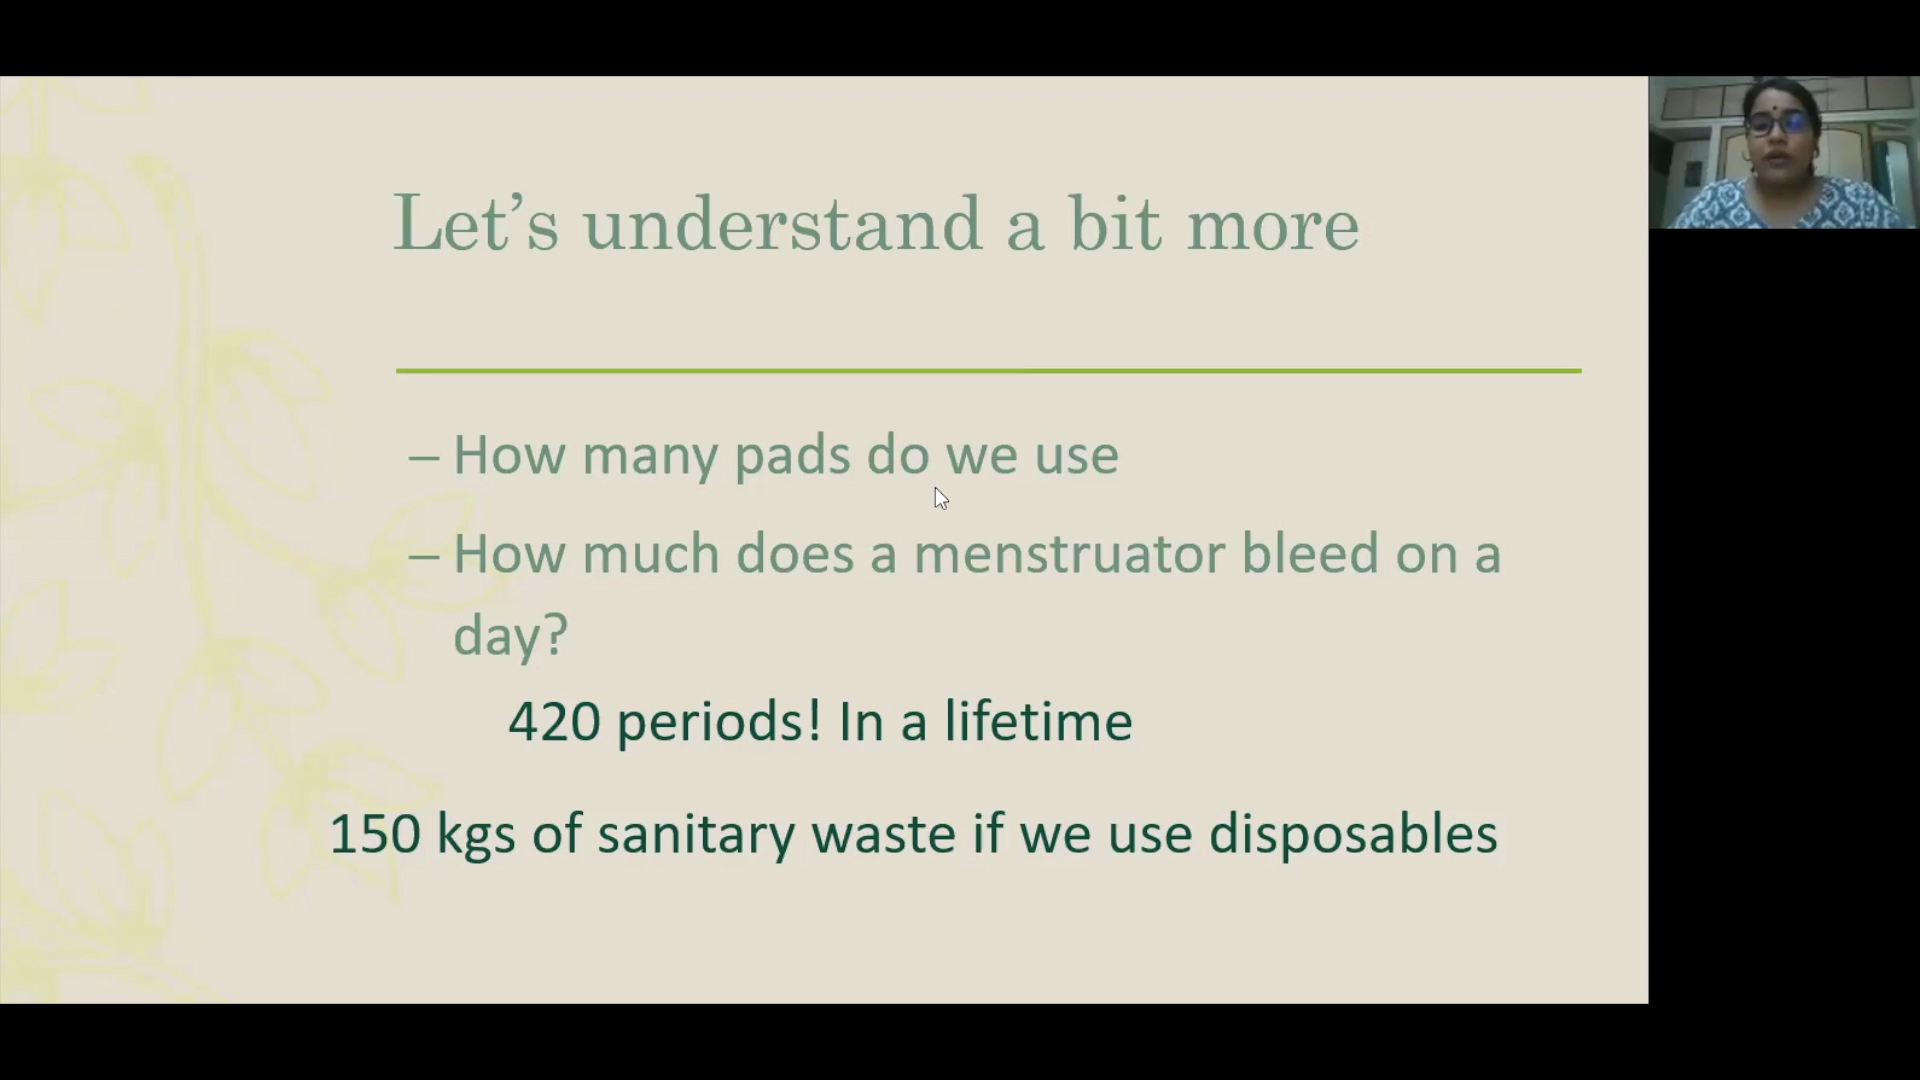 Let’s understand a bit more
– How many pads do we use
– How much does a menstruator bleed on a
day?
420 periods! In a lifetime
150 kgs of sanitary waste if we use disposables